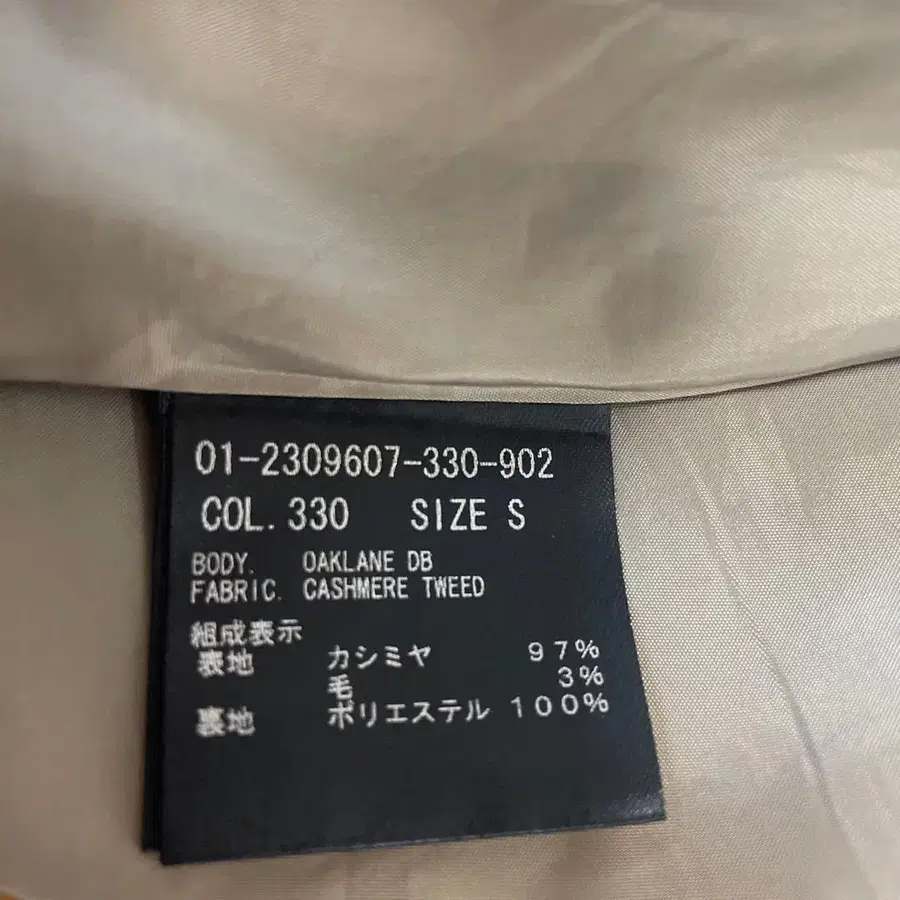 01-2309607-330-902
COL. 330 SIZE S
BODY. OAKLANE DB
FABRIC. CASHMERE TWEED
組成表示
表地 カシミヤ 97%
毛 3%
裏地 ポリエステル 100%